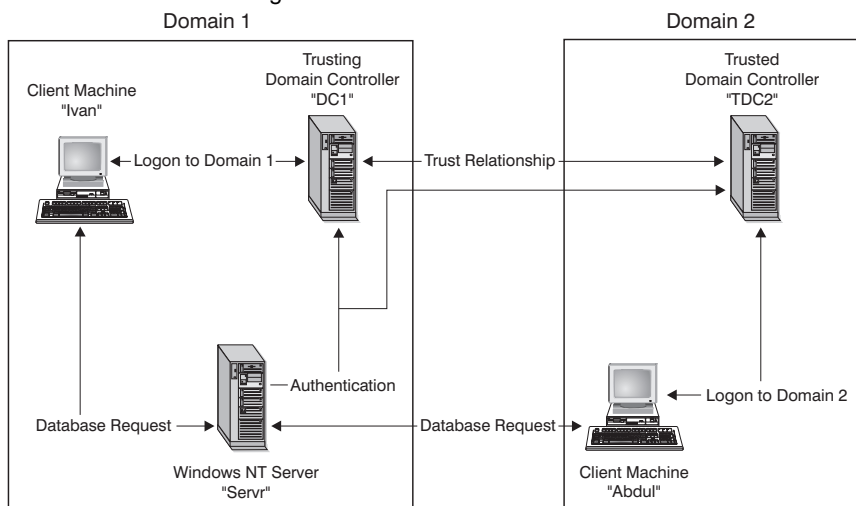 Domain 1
Domain 2
Trusting
Domain Controller
"DC1"
Trusted
Domain Controller
"TDC2"
Client Machine
"Ivan"
Logon to Domain 1
Trust Relationship
Authentication
Logon to Domain 2
Database Request
Database Request
Windows NT Server
"Servr"
Client Machine
"Abdul"